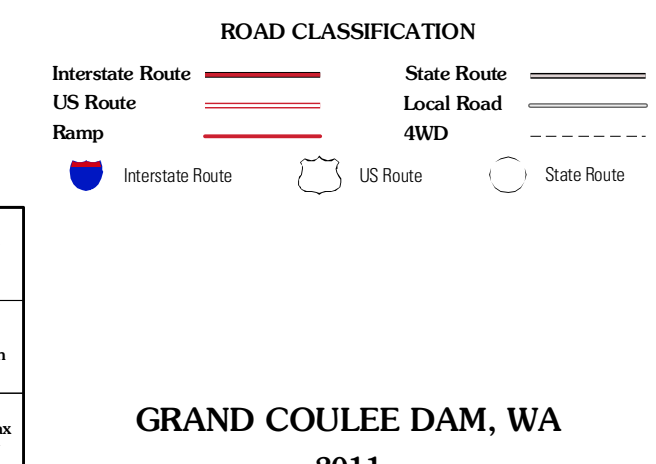 ROAD CLASSIFICATION
Interstate Route State Route
US Route Local Road
Ramp 4WD
Interstate Route US Route State Route
GRAND COULEE DAM, WA
2011